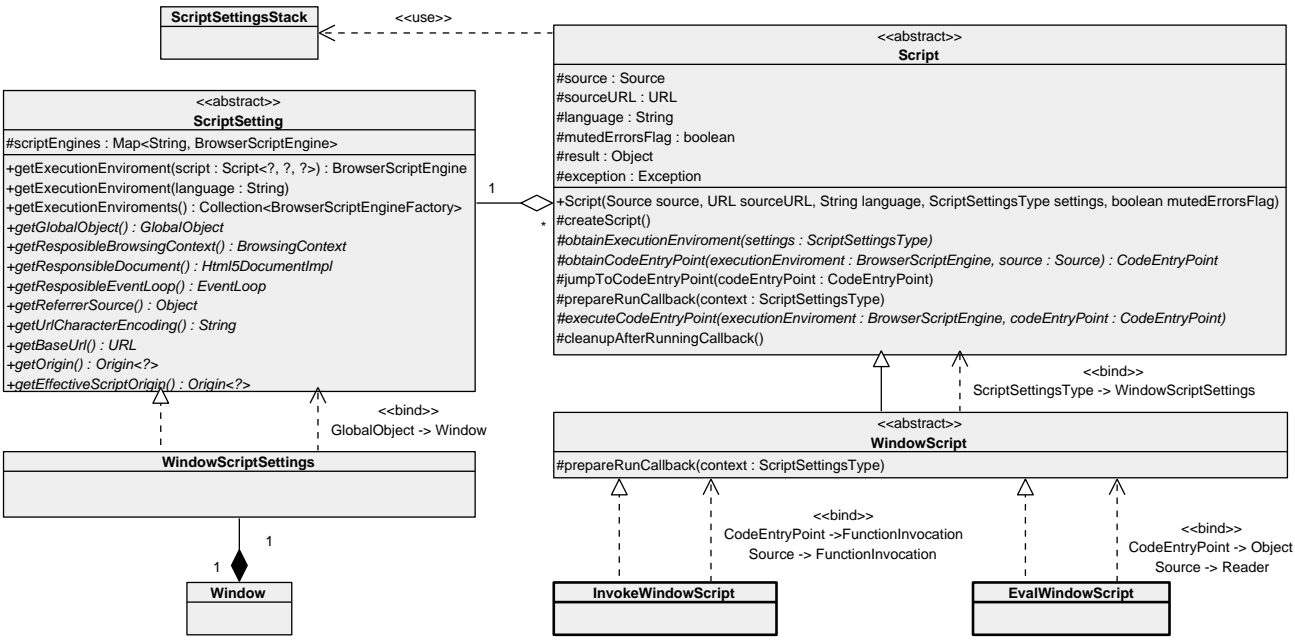 ScriptSettingsStack
<<use>>
<<abstract>>
Script
#source : Source
#sourceURL : URL
#language : String
#mutedErrorsFlag : boolean
#result : Object
#exception : Exception
+Script(Source source, URL sourceURL, String language, ScriptSettingsType settings, boolean mutedErrorsFlag)
#createScript()
#obtainExecutionEnviroment(settings : ScriptSettingsType)
#obtainCodeEntryPoint(executionEnviroment : BrowserScriptEngine, source : Source) : CodeEntryPoint
#jumpToCodeEntryPoint(codeEntryPoint : CodeEntryPoint)
#prepareRunCallback(context : ScriptSettingsType)
#executeCodeEntryPoint(executionEnviroment : BrowserScriptEngine, codeEntryPoint : CodeEntryPoint)
#cleanupAfterRunningCallback()
<<abstract>>
ScriptSetting
#scriptEngines : Map<String, BrowserScriptEngine>
+getExecutionEnviroment(script : Script<?, ?, ?>) : BrowserScriptEngine
+getExecutionEnviroment(language : String)
+getExecutionEnviroments() : Collection<BrowserScriptEngineFactory>
+getGlobalObject() : GlobalObject
+getResposibleBrowsingContext() : BrowsingContext
+getResponsibleDocument() : Html5DocumentImpl
+getResposibleEventLoop() : EventLoop
+getReferrerSource() : Object
+getUrlCharacterEncoding() : String
+getBaseUrl() : URL
+getOrigin() : Origin<?>
+getEffectiveScriptOrigin() : Origin<?>
1
*
<<bind>>
GlobalObject -> Window
<<bind>>
ScriptSettingsType -> WindowScriptSettings
WindowScriptSettings
<<abstract>>
WindowScript
#prepareRunCallback(context : ScriptSettingsType)
1
1
Window
<<bind>>
CodeEntryPoint ->FunctionInvocation
Source -> FunctionInvocation
<<bind>>
CodeEntryPoint -> Object
Source -> Reader
InvokeWindowScript
EvalWindowScript